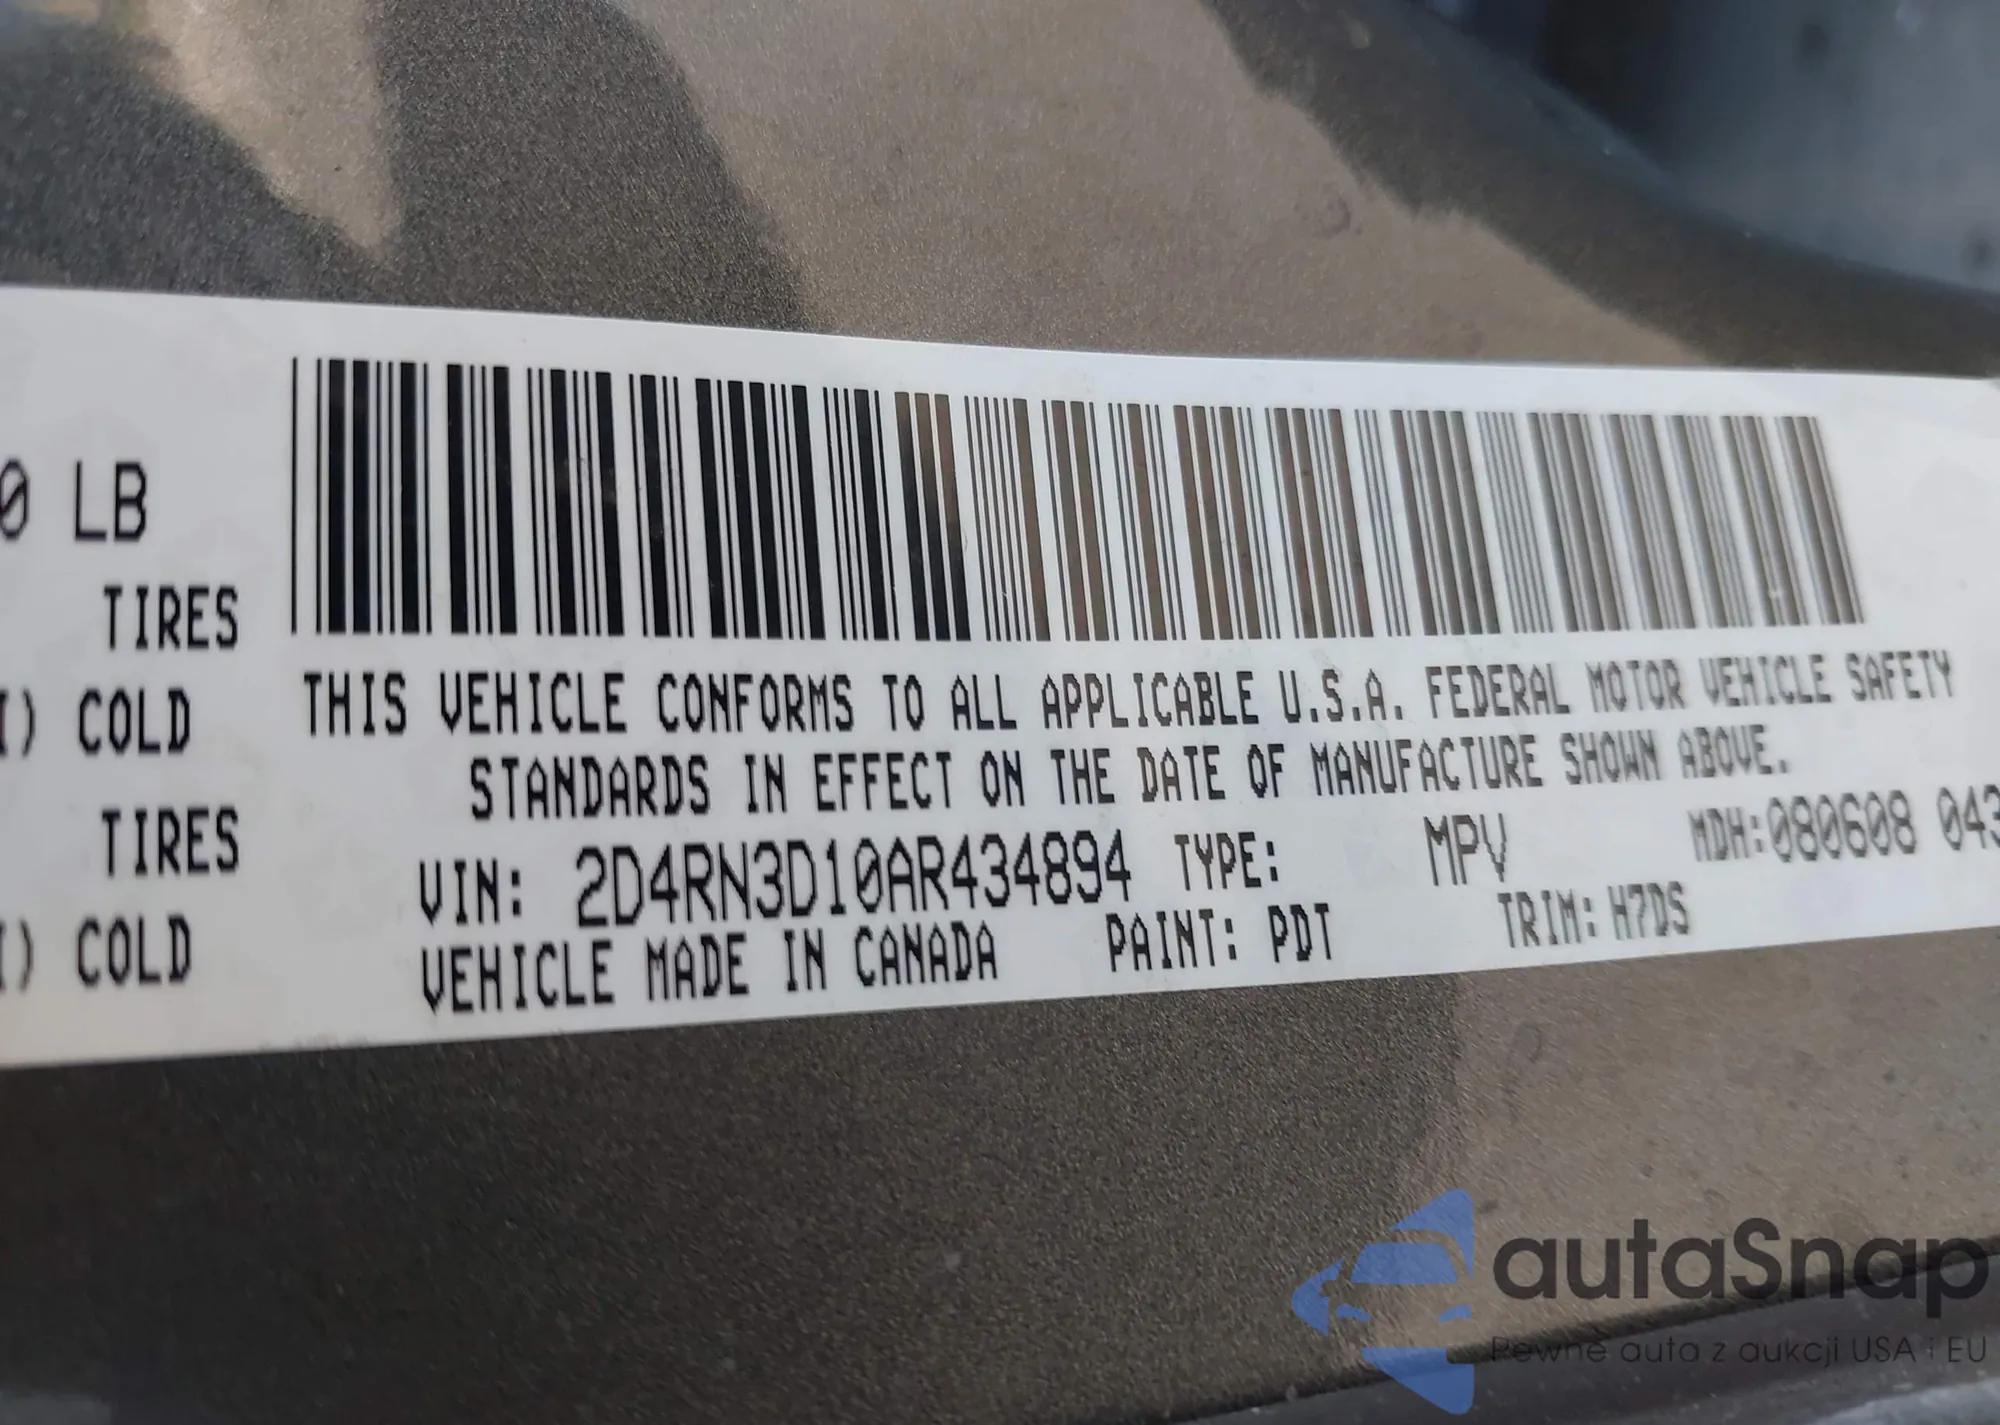 0 LB
TIRES
I) COLD
TIRES
I) COLD
THIS VEHICLE CONFORMS TO ALL APPLICABLE U.S.A. FEDERAL MOTOR VEHICLE SAFETY
STANDARDS IN EFFECT ON THE DATE OF MANUFACTURE SHOWN ABOVE.
VIN: 2D4RN3D10AR434894 TYPE: MPV MDH:080608 043
VEHICLE MADE IN CANADA PAINT: PDT TRIM: H7DS
autaSnap
Pewne auta z aukcji USA i EU